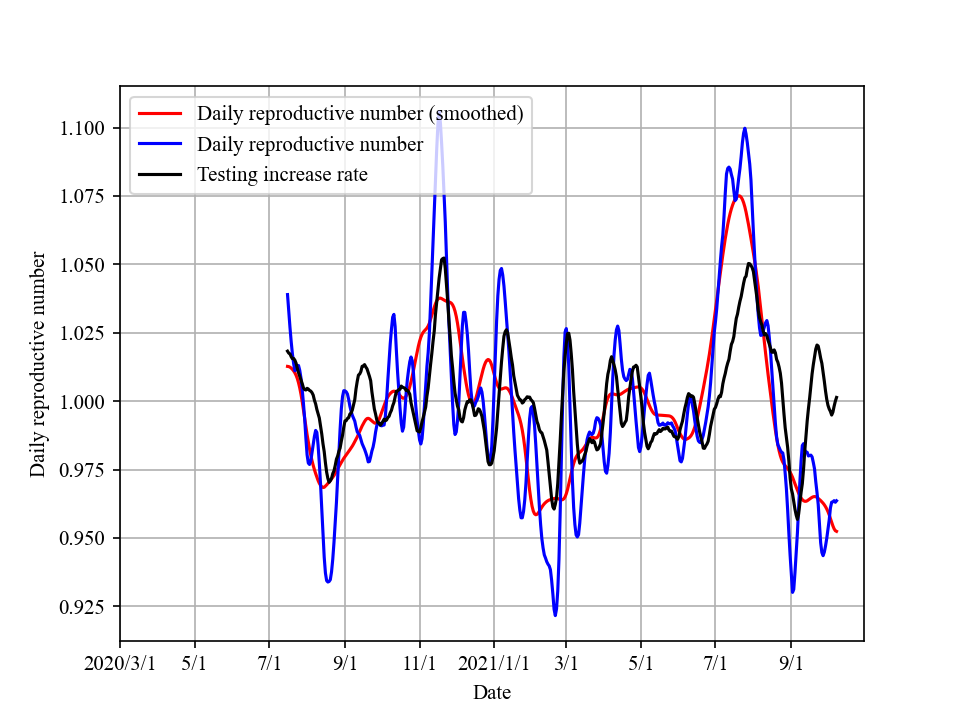 Daily reproductive number (smoothed)
Daily reproductive number
Testing increase rate
Daily reproductive number
1.100
1.075
1.050
1.025
1.000
0.975
0.950
0.925
2020/3/1 5/1 7/1 9/1 11/1 2021/1/1 3/1 5/1 7/1 9/1
Date